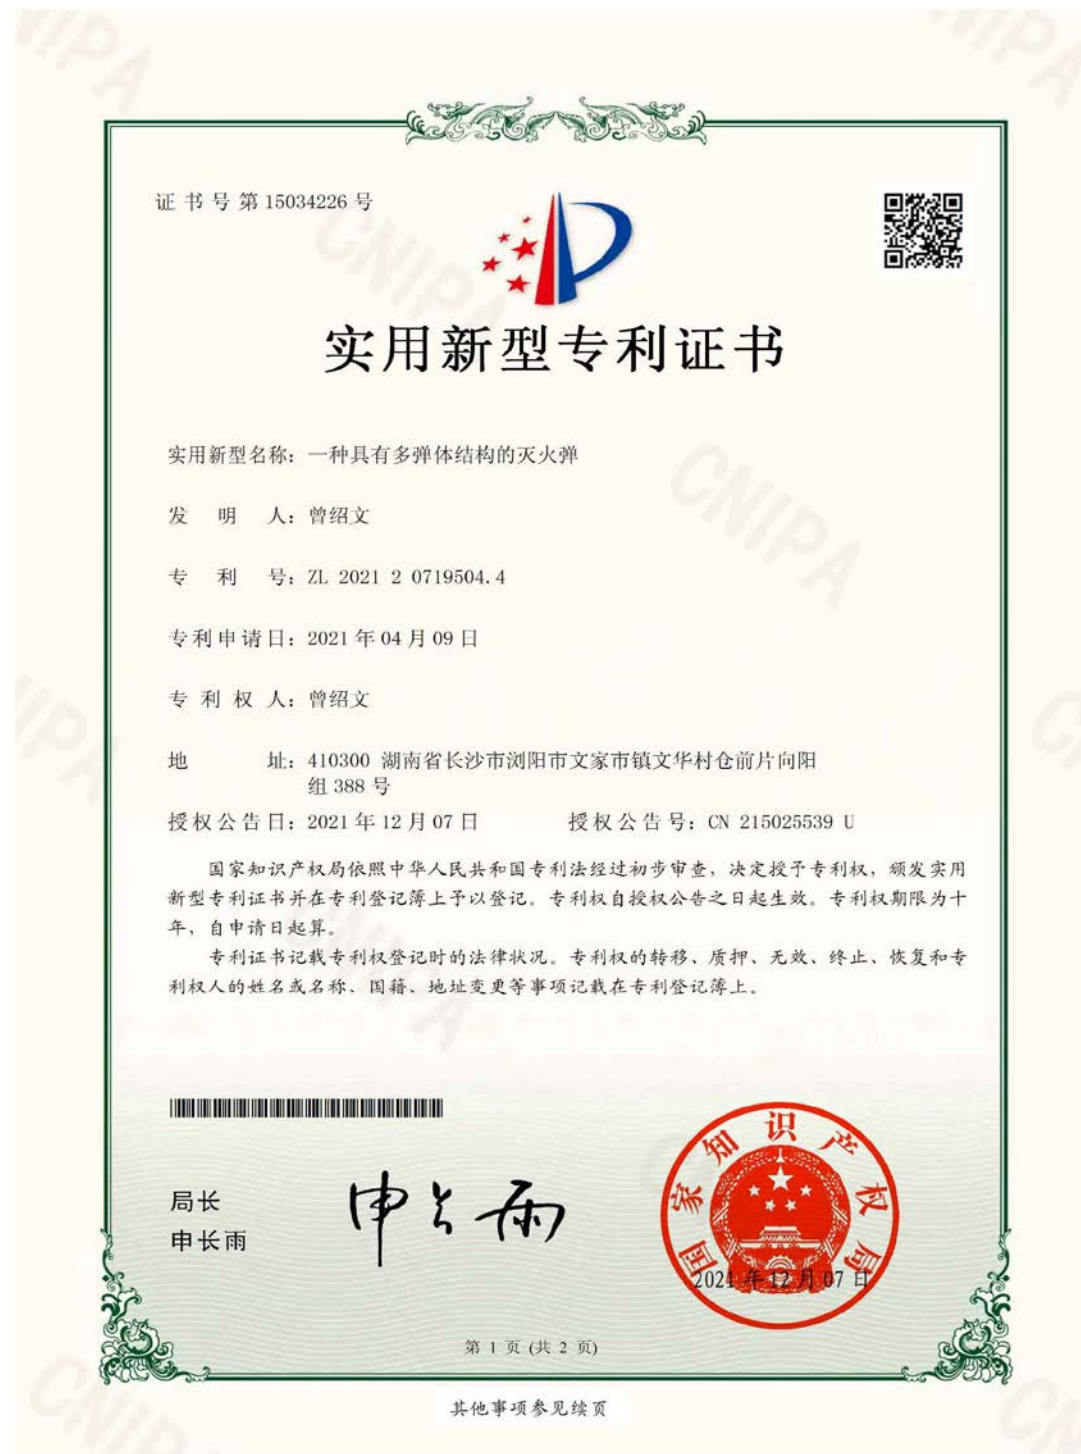 证书号第15034226号
实用新型专利证书
实用新型名称：一种具有多弹体结构的灭火弹
发明人：曾绍文
专利号：ZL 2021 2 0719504.4
专利申请日：2021年04月09日
专利权人：曾绍文
地址：410300 湖南省长沙市浏阳市文家市镇文华村仓前片向阳
组388号
授权公告日：2021年12月07日 授权公告号：CN 215025539 U
国家知识产权局依照中华人民共和国专利法经过初步审查，决定授予专利权，颁发实用
新型专利证书并在专利登记簿上予以登记。专利权自授权公告之日起生效。专利权期限为十
年，自申请日起算。
专利证书记载专利权登记时的法律状况。专利权的转移、质押、无效、终止、恢复和专
利权人的姓名或名称、国籍、地址变更等事项记载在专利登记簿上。
局长
申长雨
申长雨
国家知识产权局
2021年12月07日
第 1 页 (共 2 页)
其他事项参见续页
CNIPA
CNIPA
CNIPA
CNIPA
CNIPA